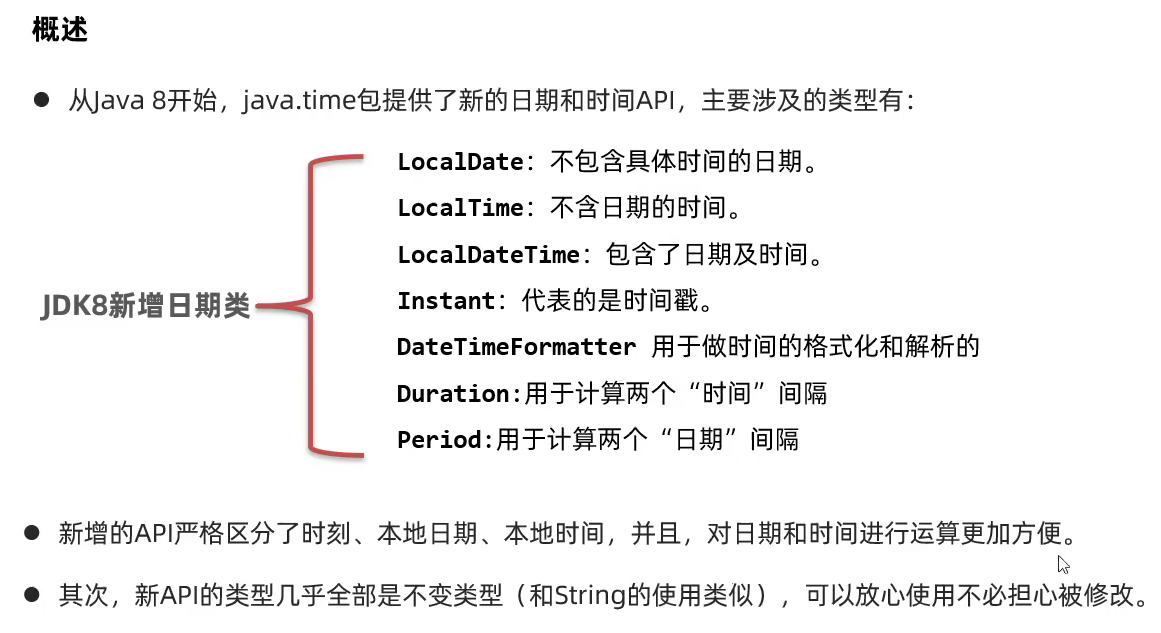 概述
● 从Java 8开始，java.time包提供了新的日期和时间API，主要涉及的类型有：
LocalDate：不包含具体时间的日期。
LocalTime：不含日期的时间。
LocalDateTime：包含了日期及时间。
JDK8新增日期类
Instant：代表的是时间戳。
DateTimeFormatter 用于做时间的格式化和解析的
Duration:用于计算两个“时间”间隔
Period:用于计算两个“日期”间隔
● 新增的API严格区分了时刻、本地日期、本地时间，并且，对日期和时间进行运算更加方便。
● 其次，新API的类型几乎全部是不变类型（和String的使用类似），可以放心使用不必担心被修改。